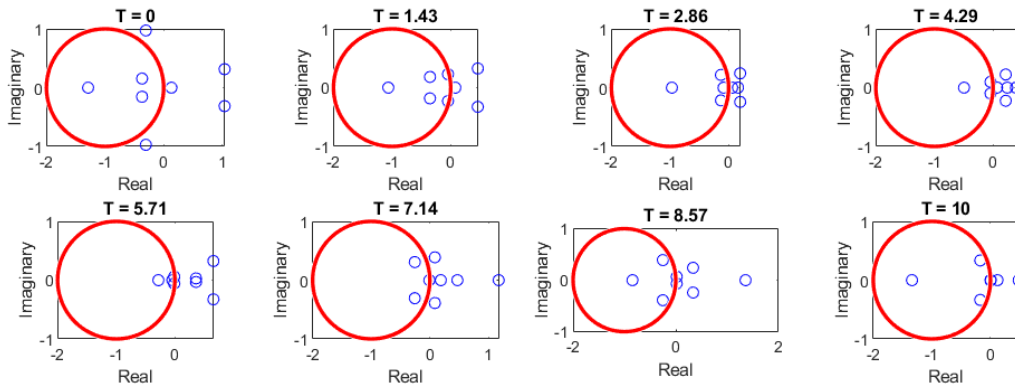 T = 0
T = 1.43
T = 2.86
T = 4.29
1
1
1
1
Imaginary
Imaginary
Imaginary
Imaginary
0
0
0
0
-1
-1
-1
-1
-2 -1 0 1
-2 -1 0
-2 -1 0
-2 -1 0
Real
Real
Real
Real
T = 5.71
T = 7.14
T = 8.57
T = 10
1
1
1
1
Imaginary
Imaginary
Imaginary
Imaginary
0
0
0
0
-1
-1
-1
-1
-2 -1 0
-2 -1 0 1
-2 -1 0 1 2
-2 -1 0
Real
Real
Real
Real